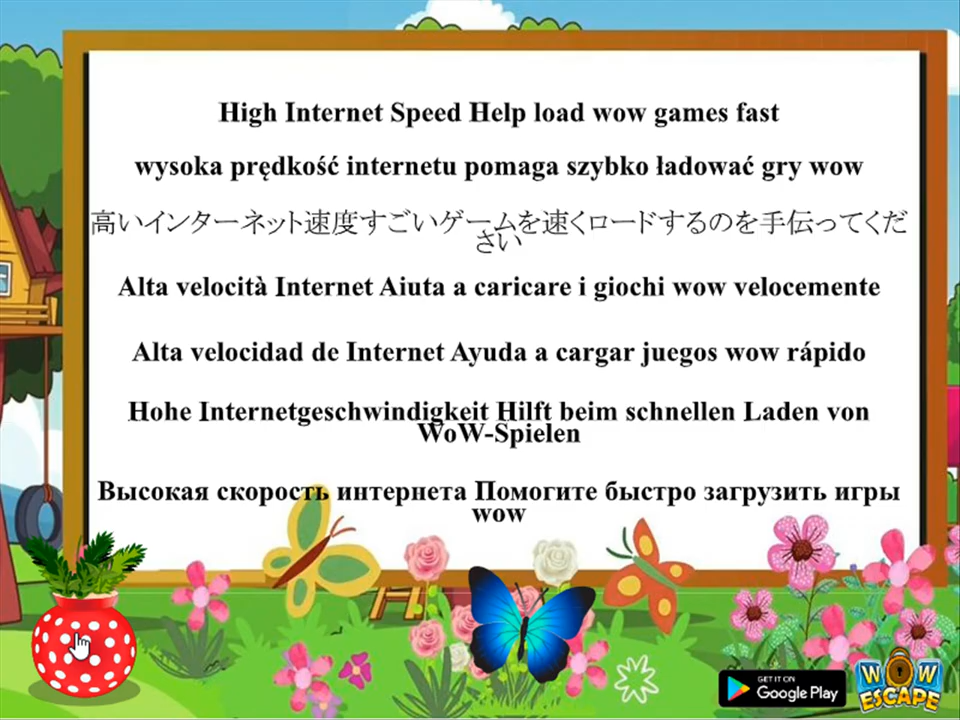 High Internet Speed Help load wow games fast
wysoka prędkość internetu pomaga szybko ładować gry wow
高いインターネット速度すごいゲームを速くロードするのを手伝ってくだ
さい
Alta velocità Internet Aiuta a caricare i giochi wow velocemente
Alta velocidad de Internet Ayuda a cargar juegos wow rápido
Hohe Internetgeschwindigkeit Hilft beim schnellen Laden von
WoW-Spielen
Высокая скорость интернета Помогите быстро загрузить игры
wow
GET IT ON
Google Play
WOW
ESCAPE